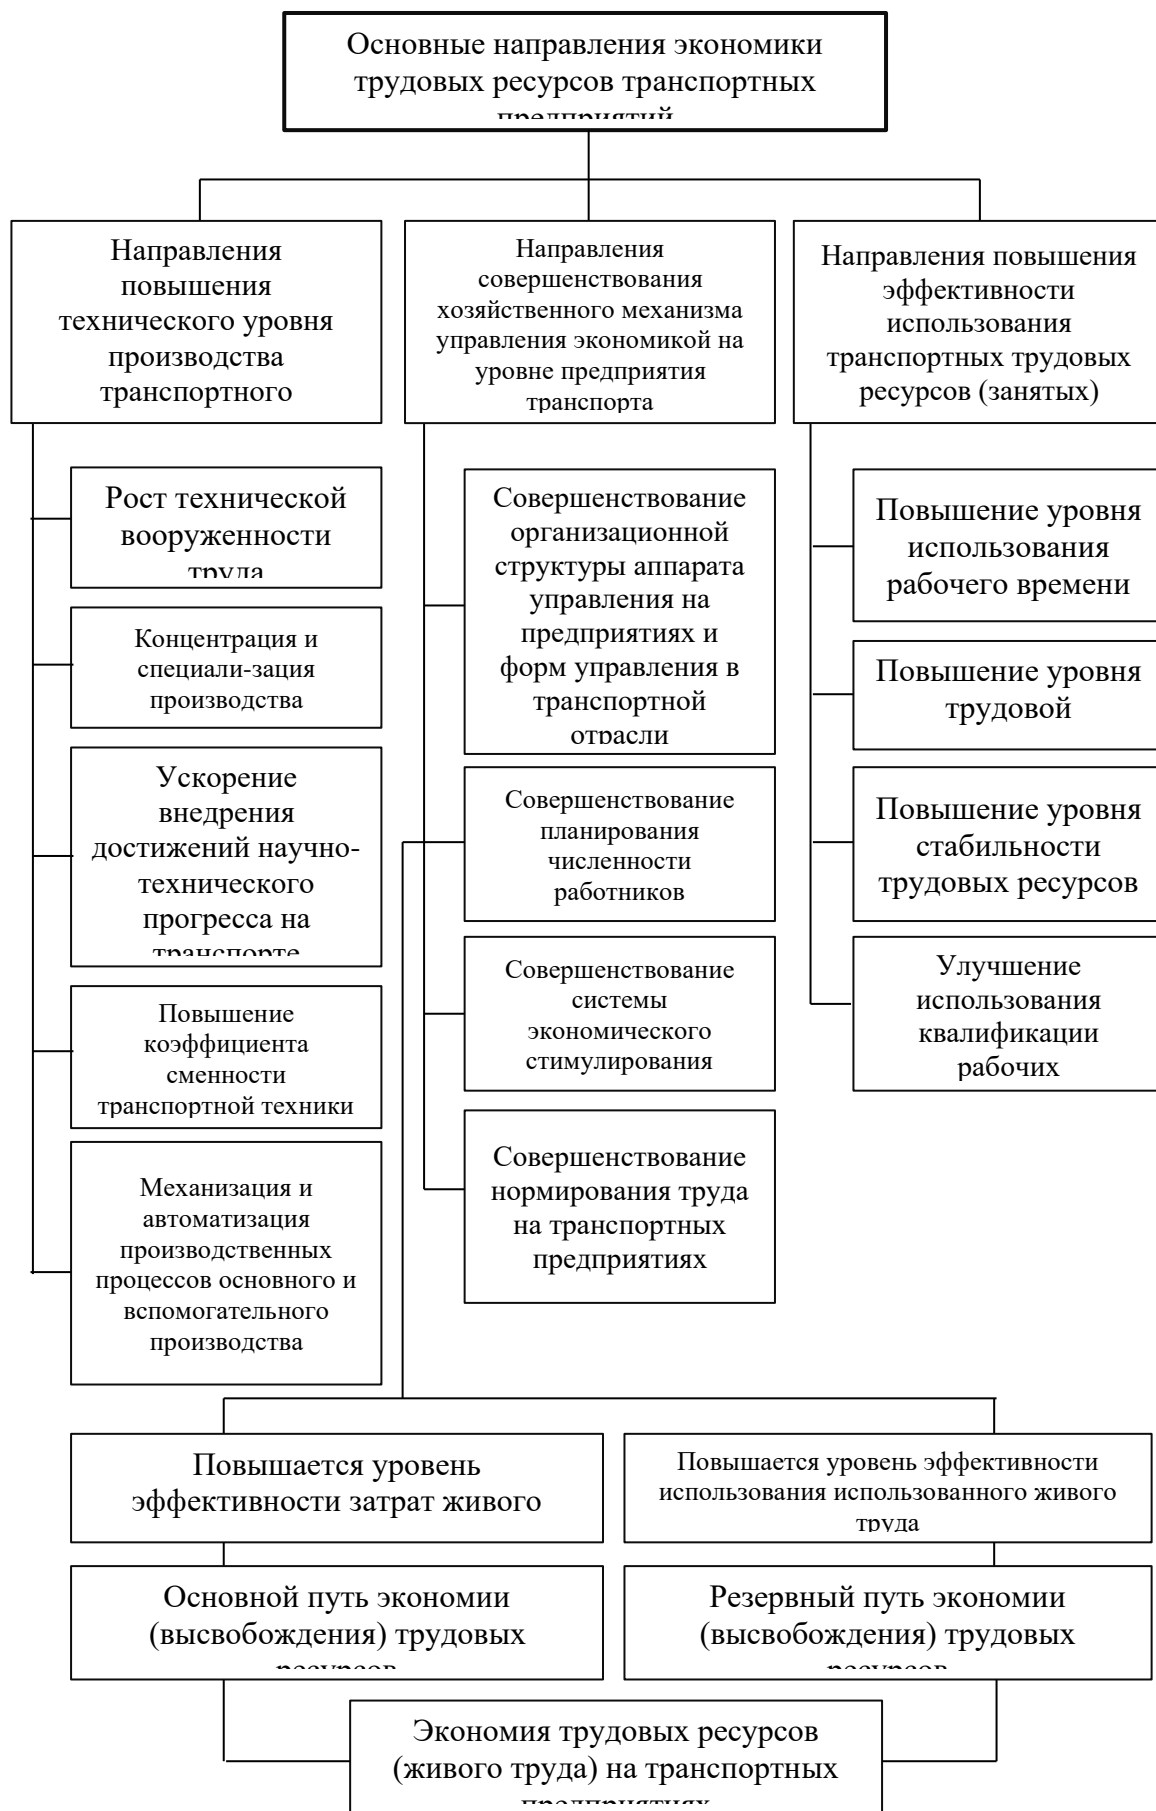 Основные направления экономики
трудовых ресурсов транспортных
предприятий
Направления
повышения
технического уровня
производства
транспортного
Направления
совершенствования
хозяйственного механизма
управления экономикой на
уровне предприятия
транспорта
Направления повышения
эффективности
использования
транспортных трудовых
ресурсов (занятых)
Рост технической
вооруженности
труда
Концентрация и
специали-зация
производства
Ускорение
внедрения
достижений научно-
технического
прогресса на
транспорте
Повышение
коэффициента
сменности
транспортной техники
Механизация и
автоматизация
производственных
процессов основного и
вспомогательного
производства
Совершенствование
организационной
структуры аппарата
управления на
предприятиях и
форм управления в
транспортной
отрасли
Совершенствование
планирования
численности
работников
Совершенствование
системы
экономического
стимулирования
Совершенствование
нормирования труда
на транспортных
предприятиях
Повышение уровня
использования
рабочего времени
Повышение уровня
трудовой
Повышение уровня
стабильности
трудовых ресурсов
Улучшение
использования
квалификации
рабочих
Повышается уровень
эффективности затрат живого
Повышается уровень эффективности
использования использованного живого
труда
Основной путь экономии
(высвобождения) трудовых
ресурсов
Резервный путь экономии
(высвобождения) трудовых
ресурсов
Экономия трудовых ресурсов
(живого труда) на транспортных
предприятиях